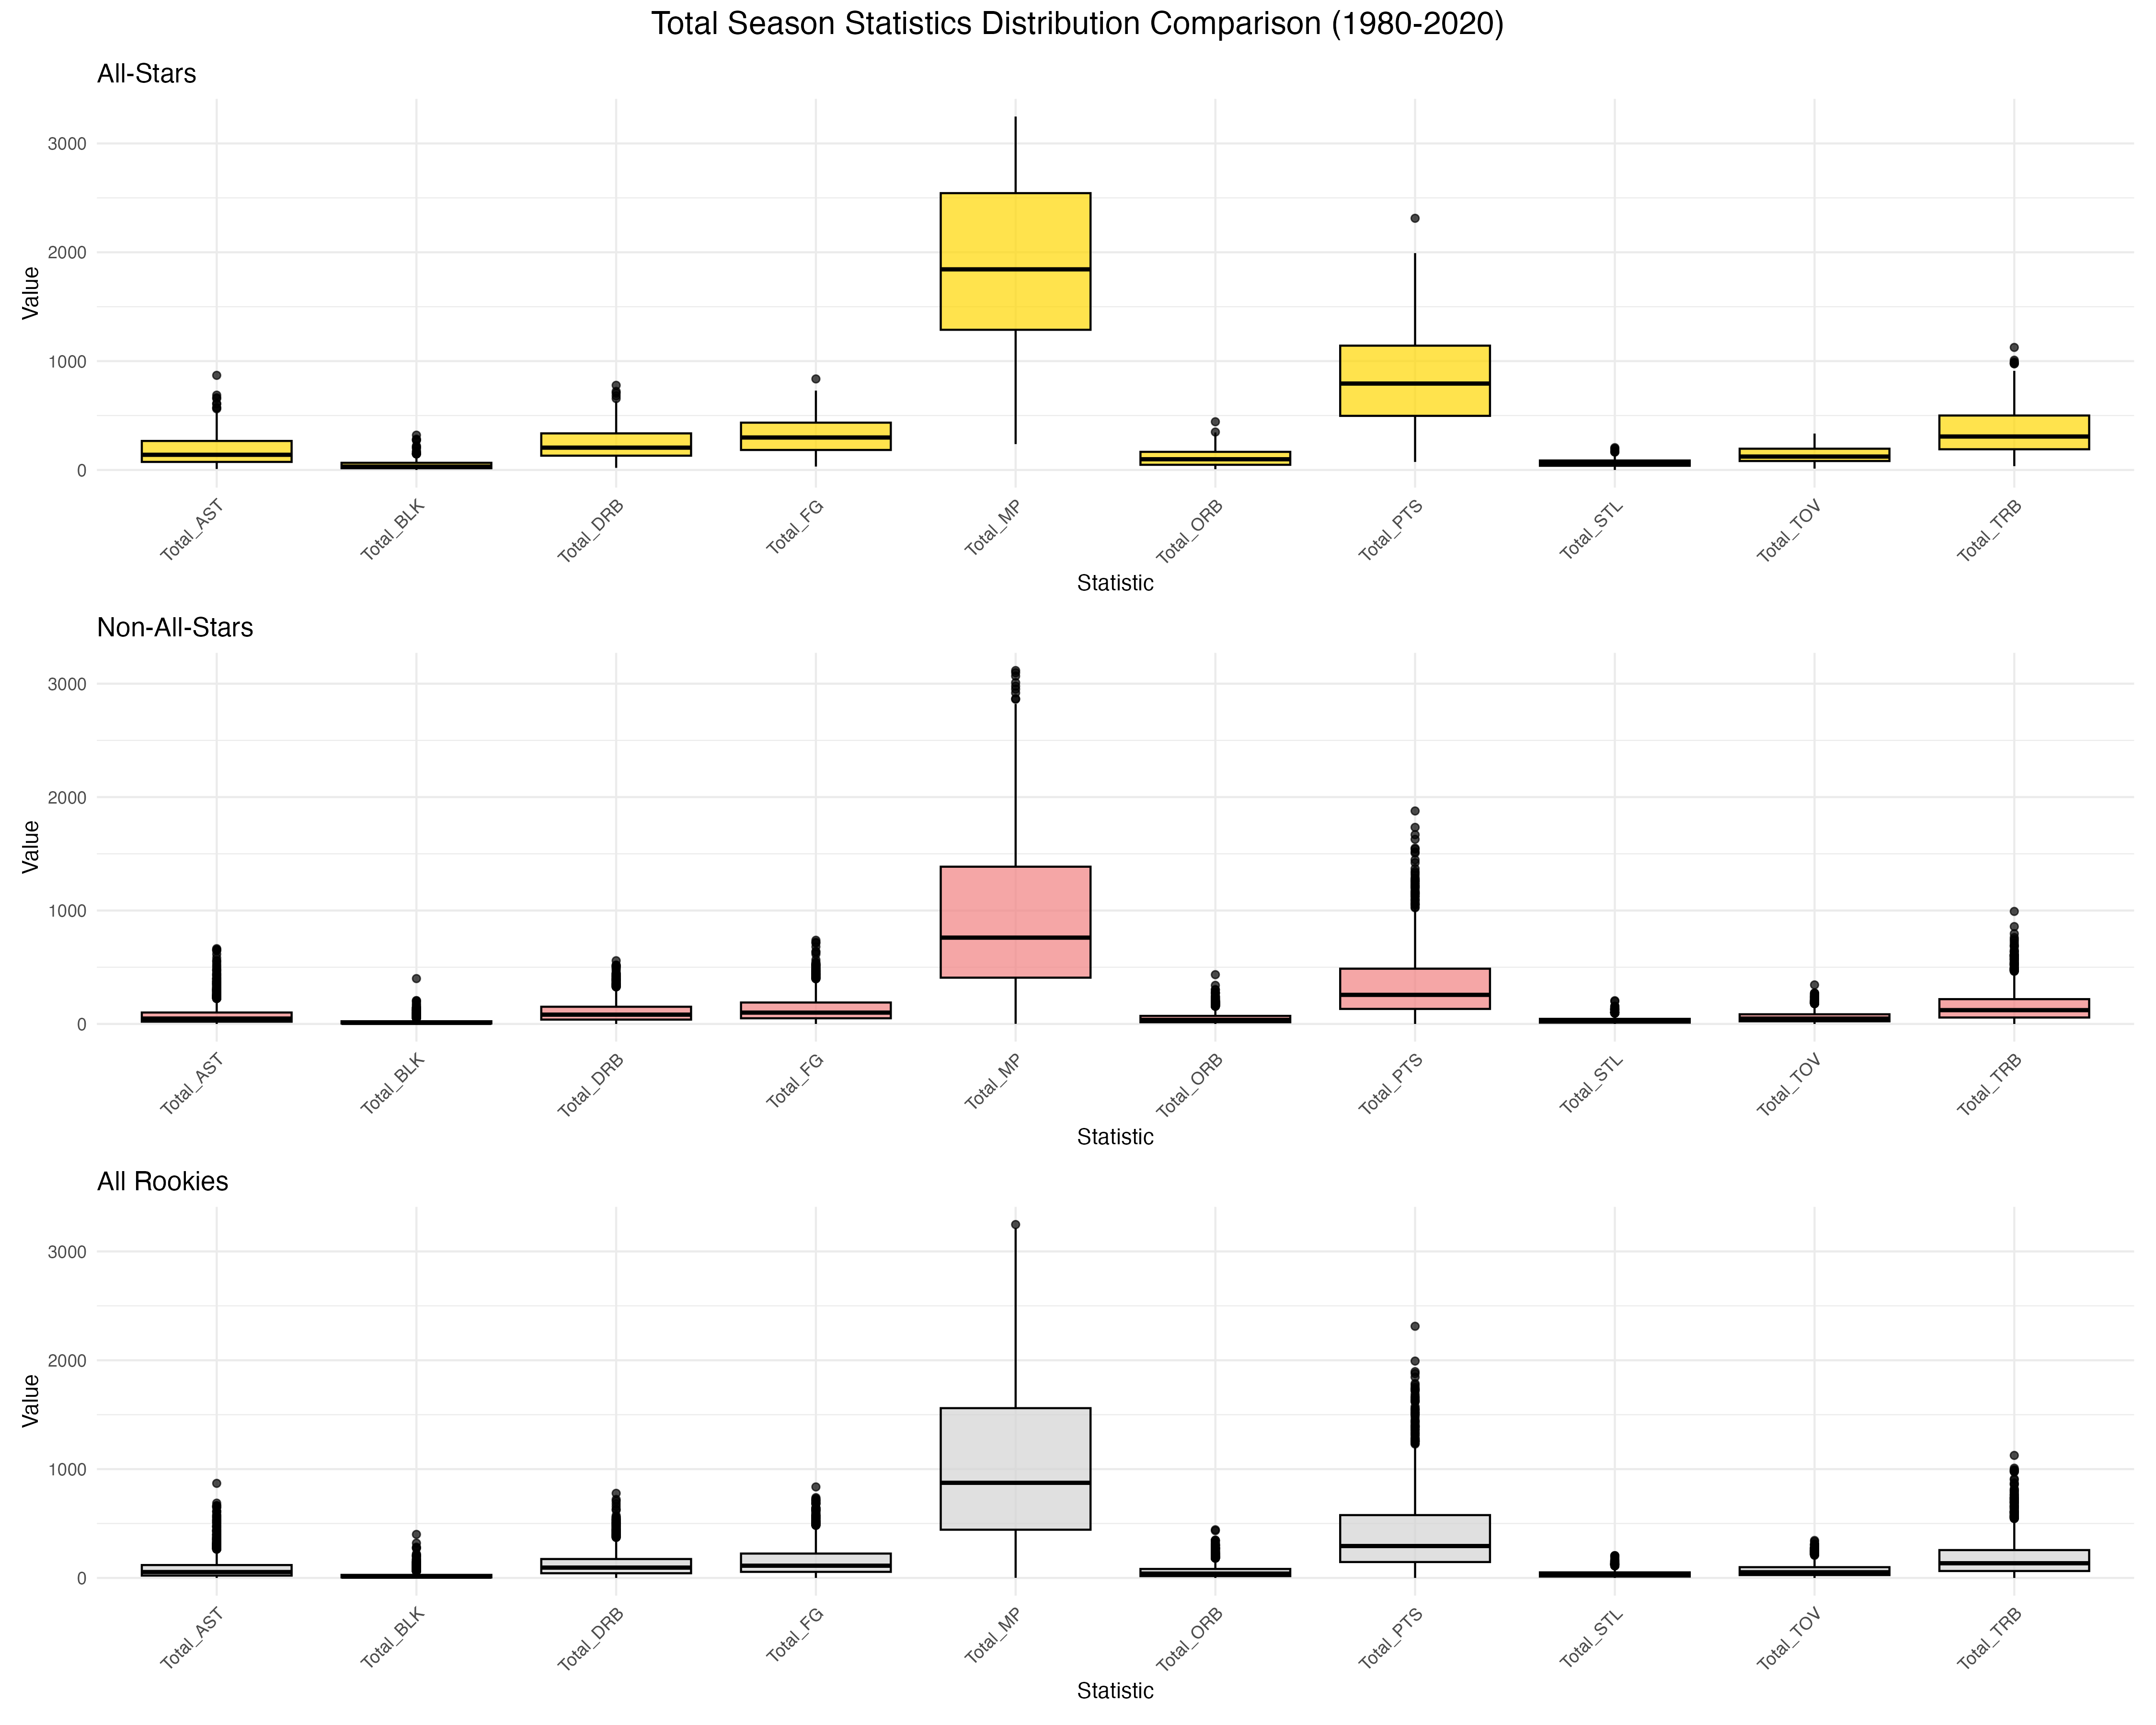 Total Season Statistics Distribution Comparison (1980-2020)
All-Stars
Value
3000
2000
1000
0
Total_AST
Total_BLK
Total_DRB
Total_FG
Total_MP
Total_ORB
Total_PTS
Total_STL
Total_TOV
Total_TRB
Statistic
Non-All-Stars
Value
3000
2000
1000
0
Total_AST
Total_BLK
Total_DRB
Total_FG
Total_MP
Total_ORB
Total_PTS
Total_STL
Total_TOV
Total_TRB
Statistic
All Rookies
Value
3000
2000
1000
0
Total_AST
Total_BLK
Total_DRB
Total_FG
Total_MP
Total_ORB
Total_PTS
Total_STL
Total_TOV
Total_TRB
Statistic